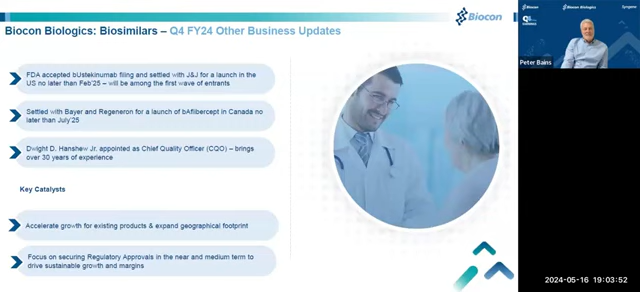 Biocon
Biocon Biologics: Biosimilars – Q4 FY24 Other Business Updates
FDA accepted bUstekinumab filing and settled with J&J for a launch in the
US no later than Feb'25 – will be among the first wave of entrants
Settled with Bayer and Regeneron for a launch of bAflibercept in Canada no
later than July'25
Dwight D. Hanshew Jr. appointed as Chief Quality Officer (CQO) – brings
over 30 years of experience
Key Catalysts
Accelerate growth for existing products & expand geographical footprint
Focus on securing Regulatory Approvals in the near and medium term to
drive sustainable growth and margins
Biocon
Biocon Biologics
Syngene
Peter Bains
2024-05-16 19:03:52